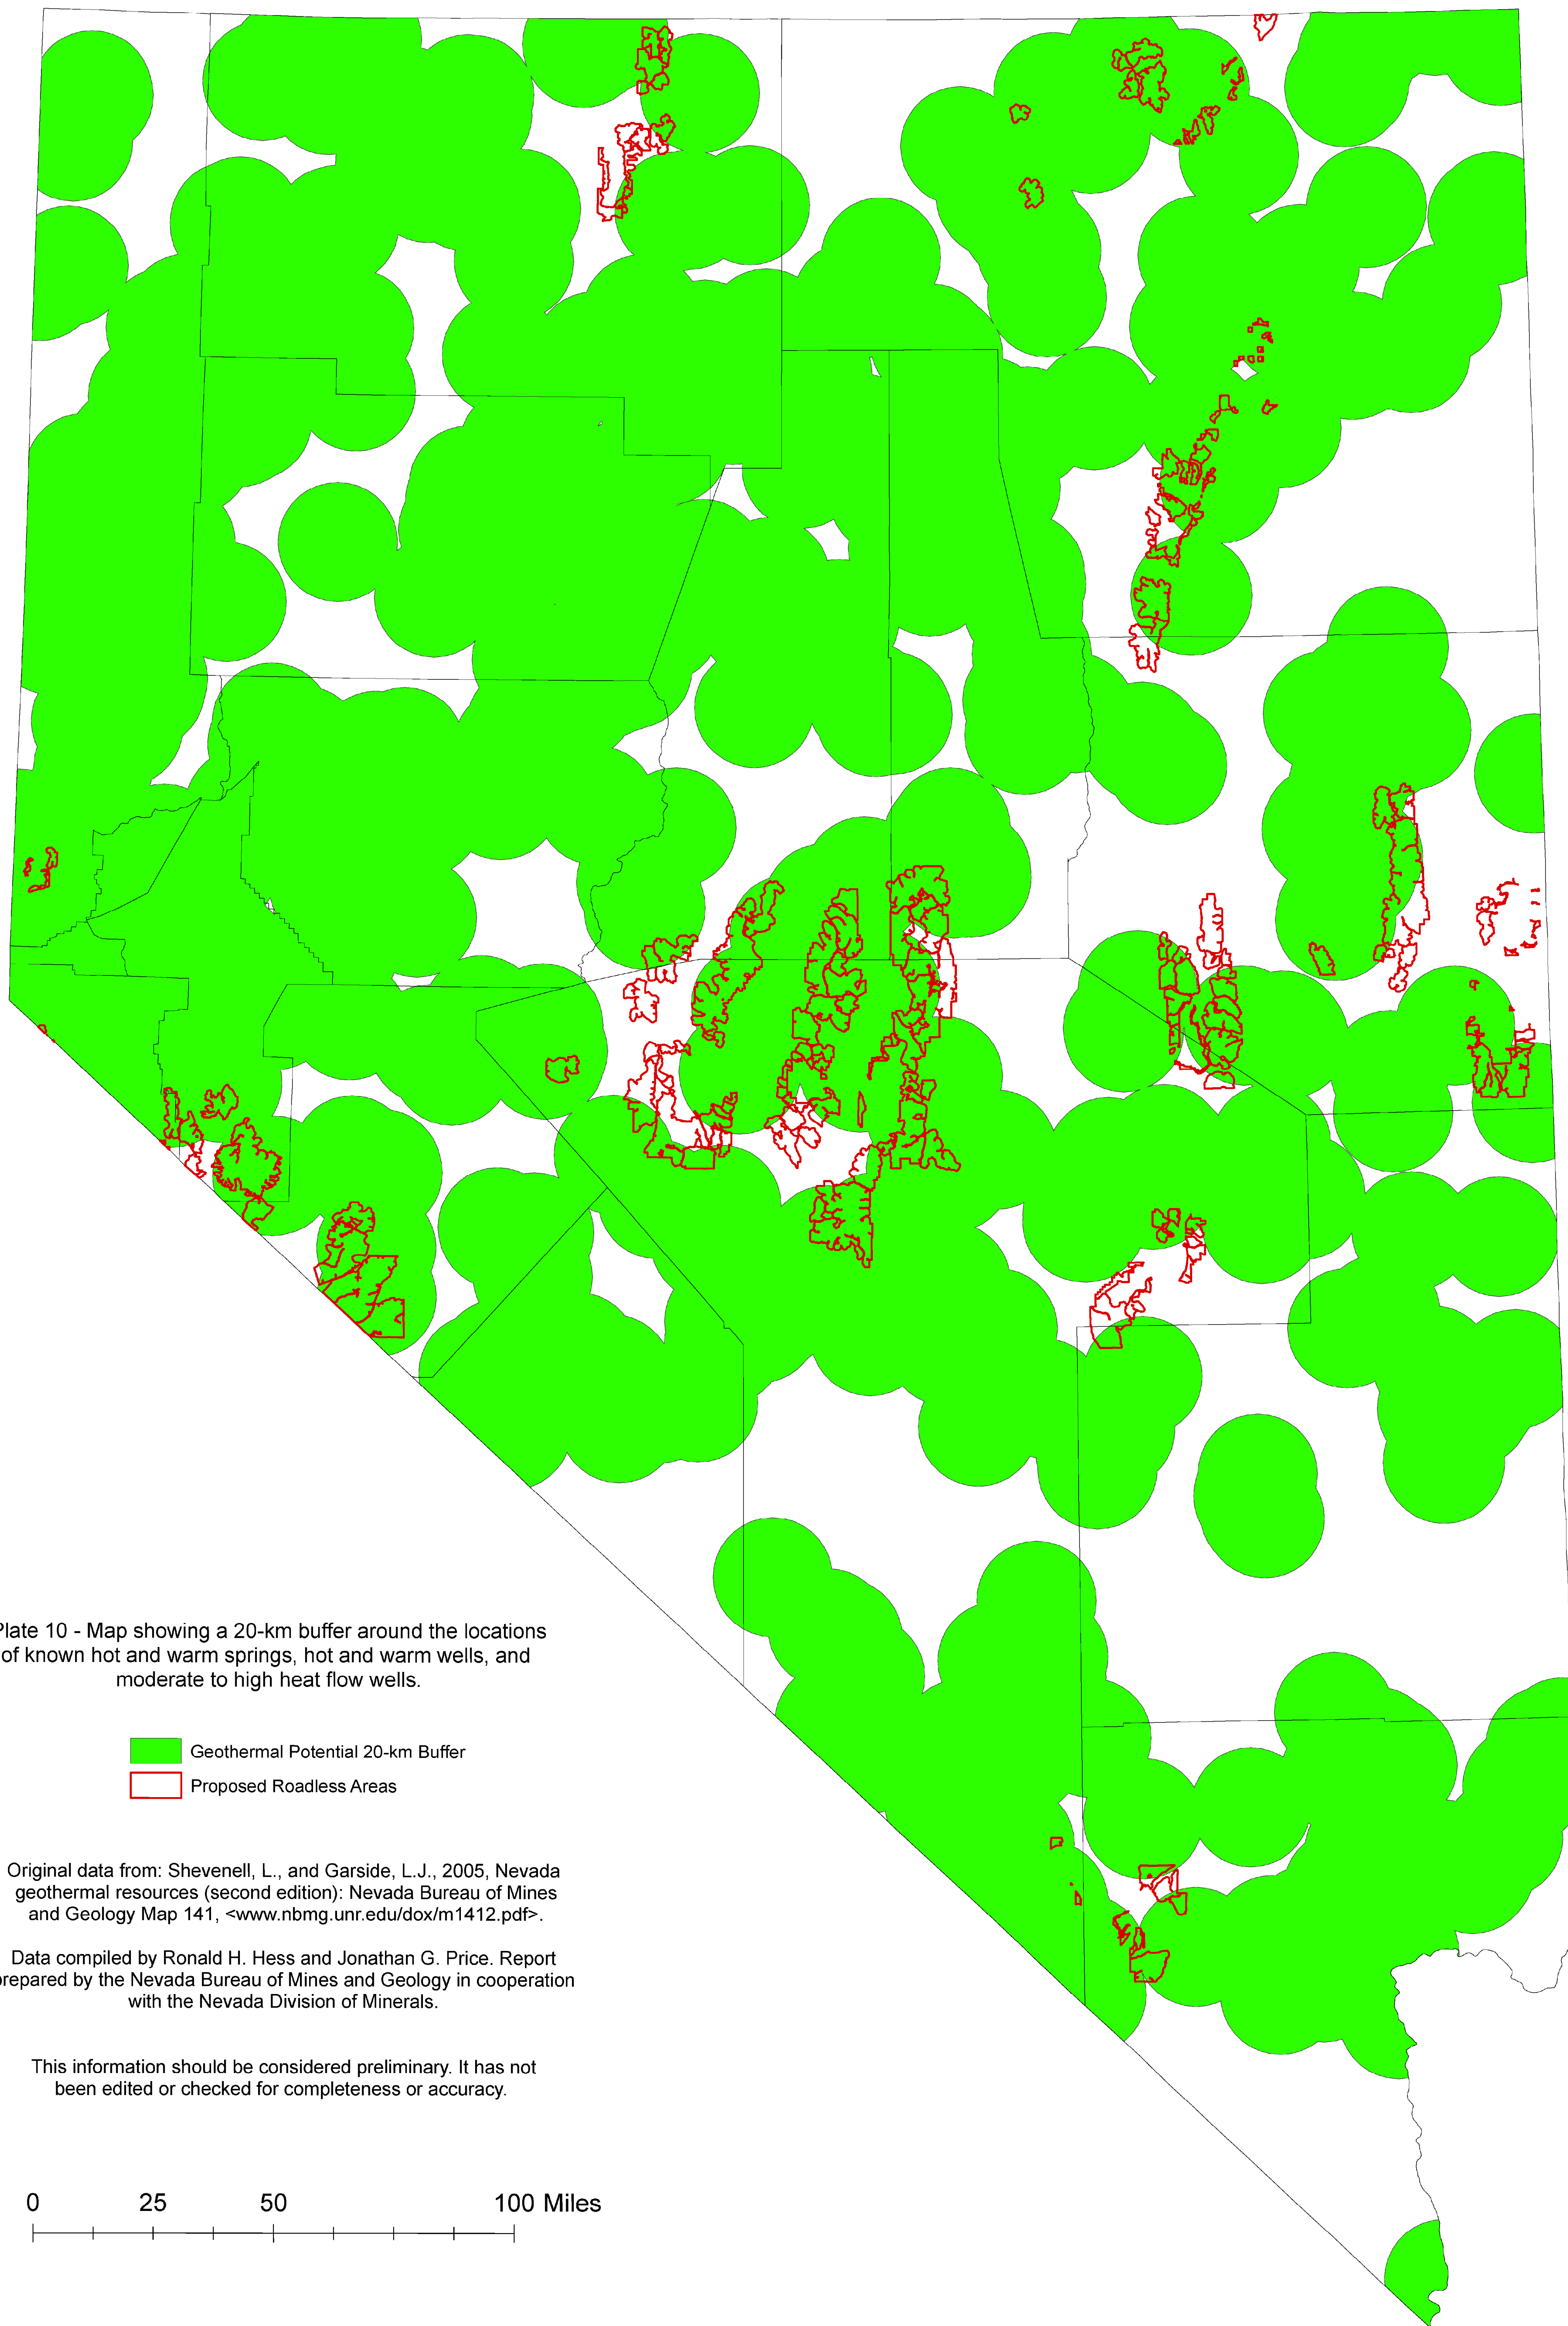 Plate 10 - Map showing a 20-km buffer around the locations
of known hot and warm springs, hot and warm wells, and
moderate to high heat flow wells.
Geothermal Potential 20-km Buffer
Proposed Roadless Areas
Original data from: Shevenell, L., and Garside, L.J., 2005, Nevada
geothermal resources (second edition): Nevada Bureau of Mines
and Geology Map 141, <www.nbmg.unr.edu/dox/m1412.pdf>.
Data compiled by Ronald H. Hess and Jonathan G. Price. Report
prepared by the Nevada Bureau of Mines and Geology in cooperation
with the Nevada Division of Minerals.
This information should be considered preliminary. It has not
been edited or checked for completeness or accuracy.
0 25 50 100 Miles